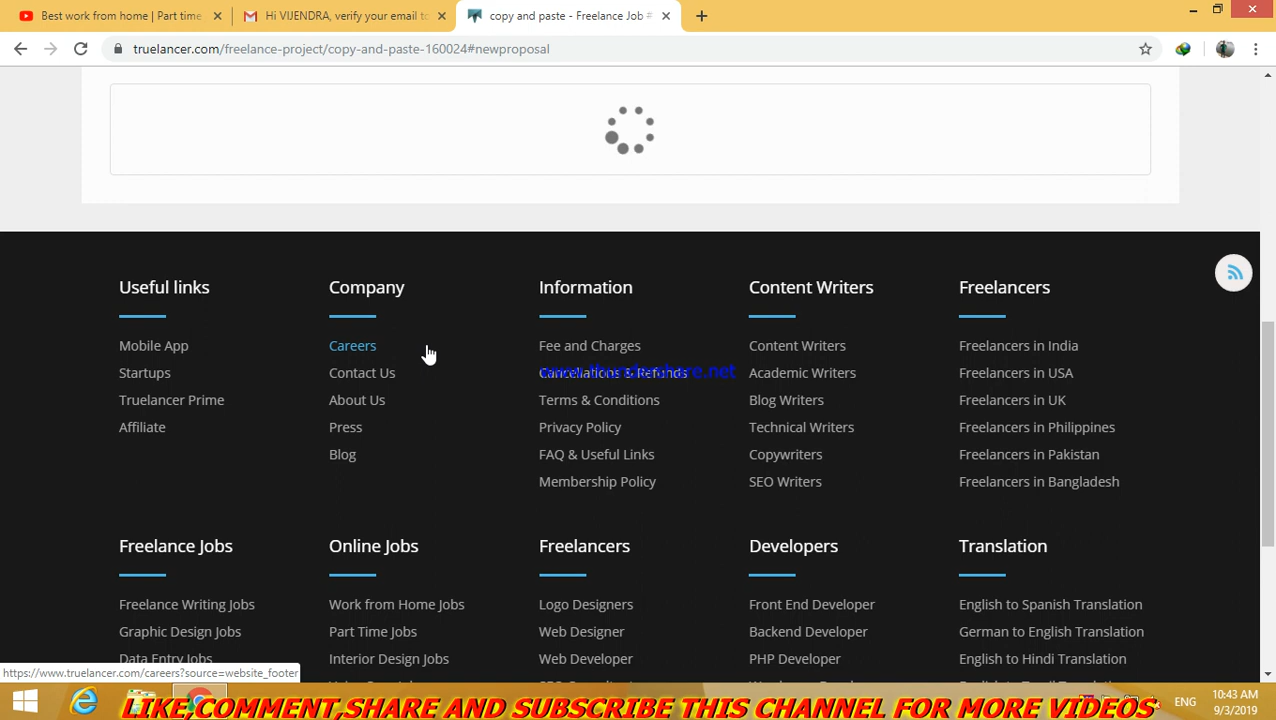 Best work from home | Part time
Hi VIJENDRA, verify your email to
copy and paste - Freelance Job #
truelancer.com/freelance-project/copy-and-paste-160024#newproposal
Useful links
Company
Information
Content Writers
Freelancers
Mobile App
Careers
Fee and Charges
Content Writers
Freelancers in India
Startups
Contact Us
Cancellations & Refunds
www.thundershare.net
Academic Writers
Freelancers in USA
Truelancer Prime
About Us
Terms & Conditions
Blog Writers
Freelancers in UK
Affiliate
Press
Privacy Policy
Technical Writers
Freelancers in Philippines
Blog
FAQ & Useful Links
Copywriters
Freelancers in Pakistan
Membership Policy
SEO Writers
Freelancers in Bangladesh
Freelance Jobs
Online Jobs
Freelancers
Developers
Translation
Freelance Writing Jobs
Work from Home Jobs
Logo Designers
Front End Developer
English to Spanish Translation
Graphic Design Jobs
Part Time Jobs
Web Designer
Backend Developer
German to English Translation
Data Entry Jobs
Interior Design Jobs
Web Developer
PHP Developer
English to Hindi Translation
https://www.truelancer.com/careers?source=website_footer
ENG
10:43 AM
9/3/2019
LIKE,COMMENT,SHARE AND SUBSCRIBE THIS CHANNEL FOR MORE VIDEOS